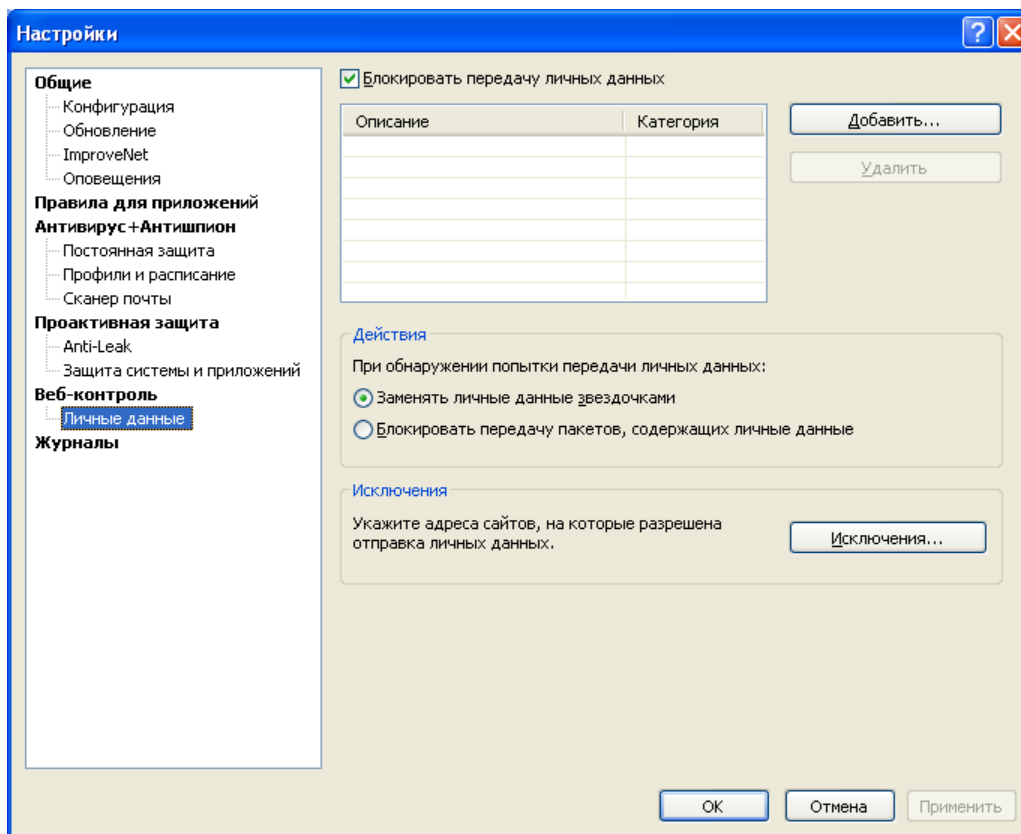 Настройки
Общие
Конфигурация
Обновление
ImproveNet
Оповещения
Правила для приложений
Антивирус+Антишпион
Постоянная защита
Профили и расписание
Сканер почты
Проактивная защита
Anti-Leak
Защита системы и приложений
Веб-контроль
Личные данные
Журналы
Блокировать передачу личных данных
Описание Категория
Добавить...
Удалить
Действия
При обнаружении попытки передачи личных данных:
Заменять личные данные звездочками
Блокировать передачу пакетов, содержащих личные данные
Исключения
Укажите адреса сайтов, на которые разрешена
отправка личных данных.
Исключения...
OK Отмена Применить